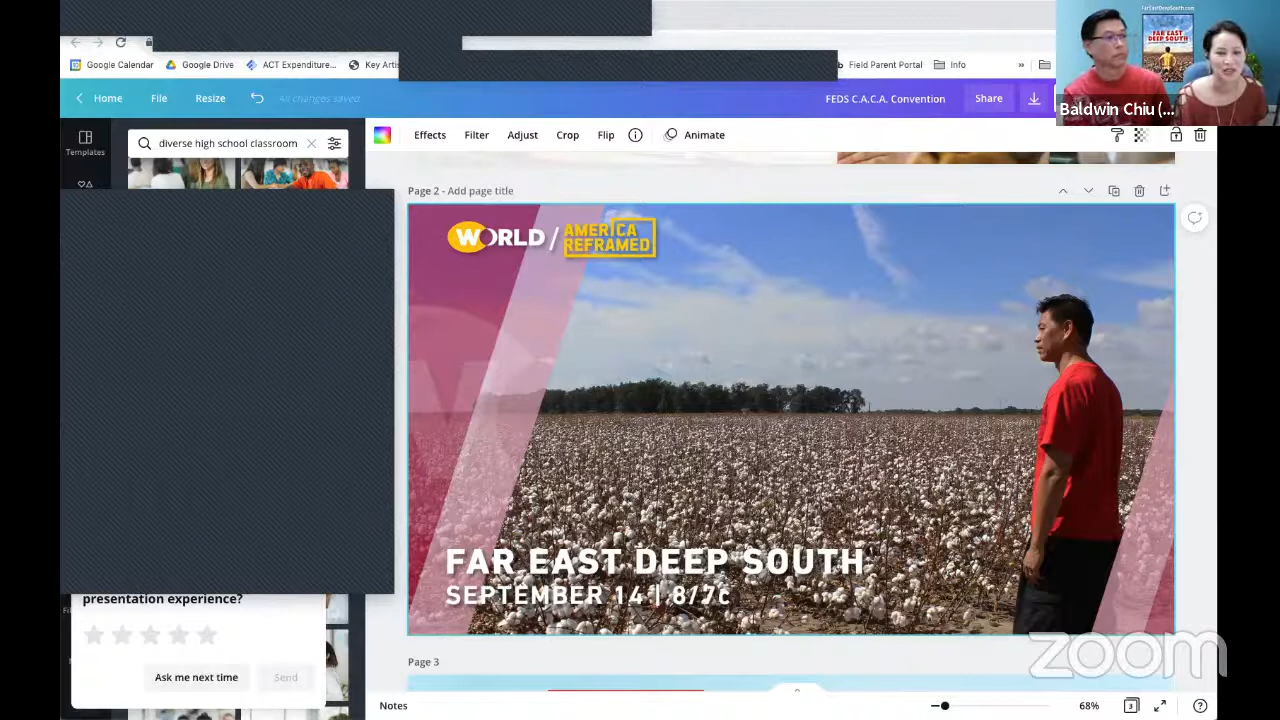 FarEastDeepSouth.com
FAR EAST
DEEP SOUTH
Baldwin Chiu (...
Google Calendar
Google Drive
ACT Expenditure...
Key Arti
Field Parent Portal
Info
»
Home
File
Resize
All changes saved
FEDS C.A.C.A. Convention
Share
Templates
diverse high school classroom
Effects
Filter
Adjust
Crop
Flip
Animate
Page 2 - Add page title
WORLD / AMERICA
REFRAMED
FAR EAST DEEP SOUTH
SEPTEMBER 14 | 8/7c
presentation experience?
Ask me next time
Send
Page 3
zoom
Notes
68%
3